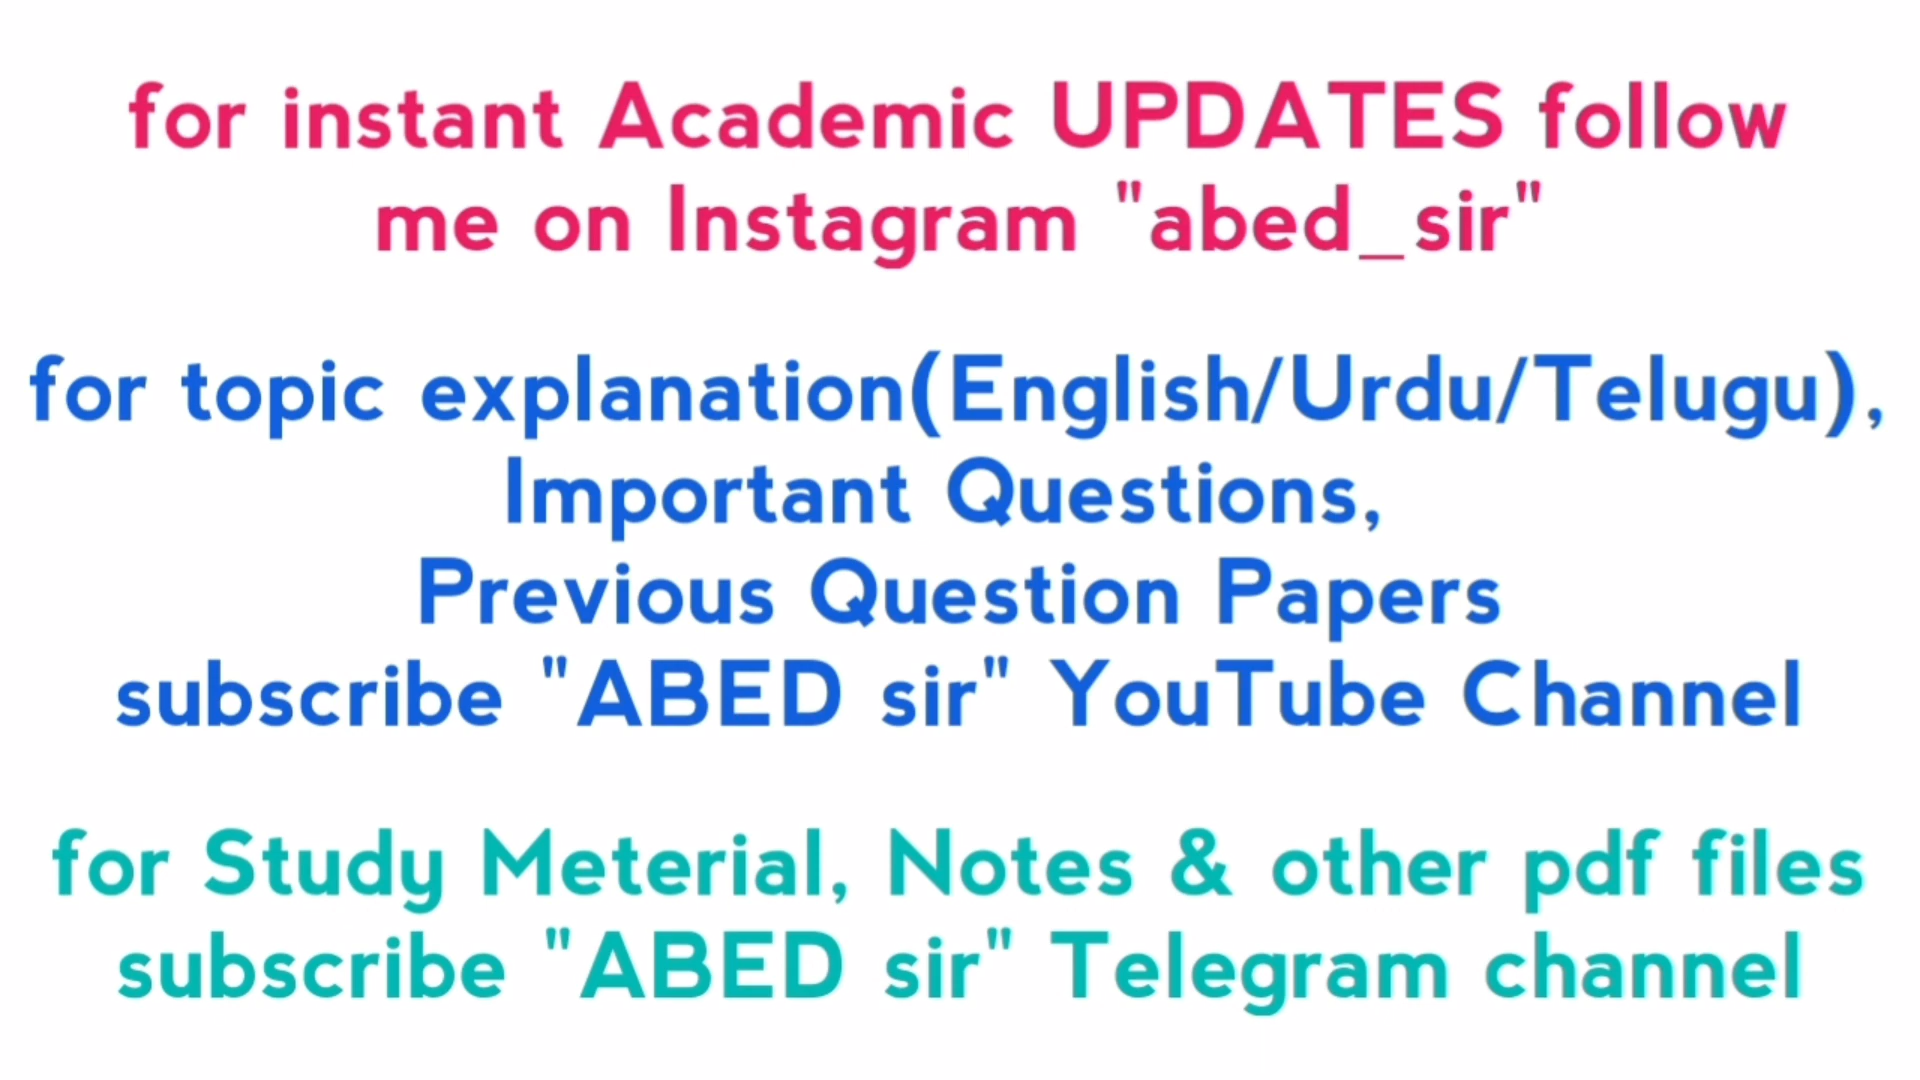 for instant Academic UPDATES follow
me on Instagram "abed_sir"
for topic explanation(English/Urdu/Telugu),
Important Questions,
Previous Question Papers
subscribe "ABED sir" YouTube Channel
for Study Meterial, Notes & other pdf files
subscribe "ABED sir" Telegram channel